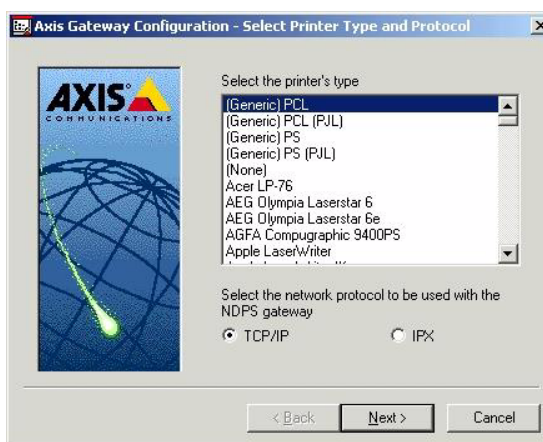 Axis Gateway Configuration - Select Printer Type and Protocol
AXIS
COMMUNICATIONS
Select the printer's type
(Generic) PCL
(Generic) PCL (PJL)
(Generic) PS
(Generic) PS (PJL)
(None)
Acer LP-76
AEG Olympia Laserstar 6
AEG Olympia Laserstar 6e
AGFA Compugraphic 9400PS
Apple LaserWriter
Select the network protocol to be used with the
NDPS gateway
TCP/IP
IPX
< Back
Next >
Cancel